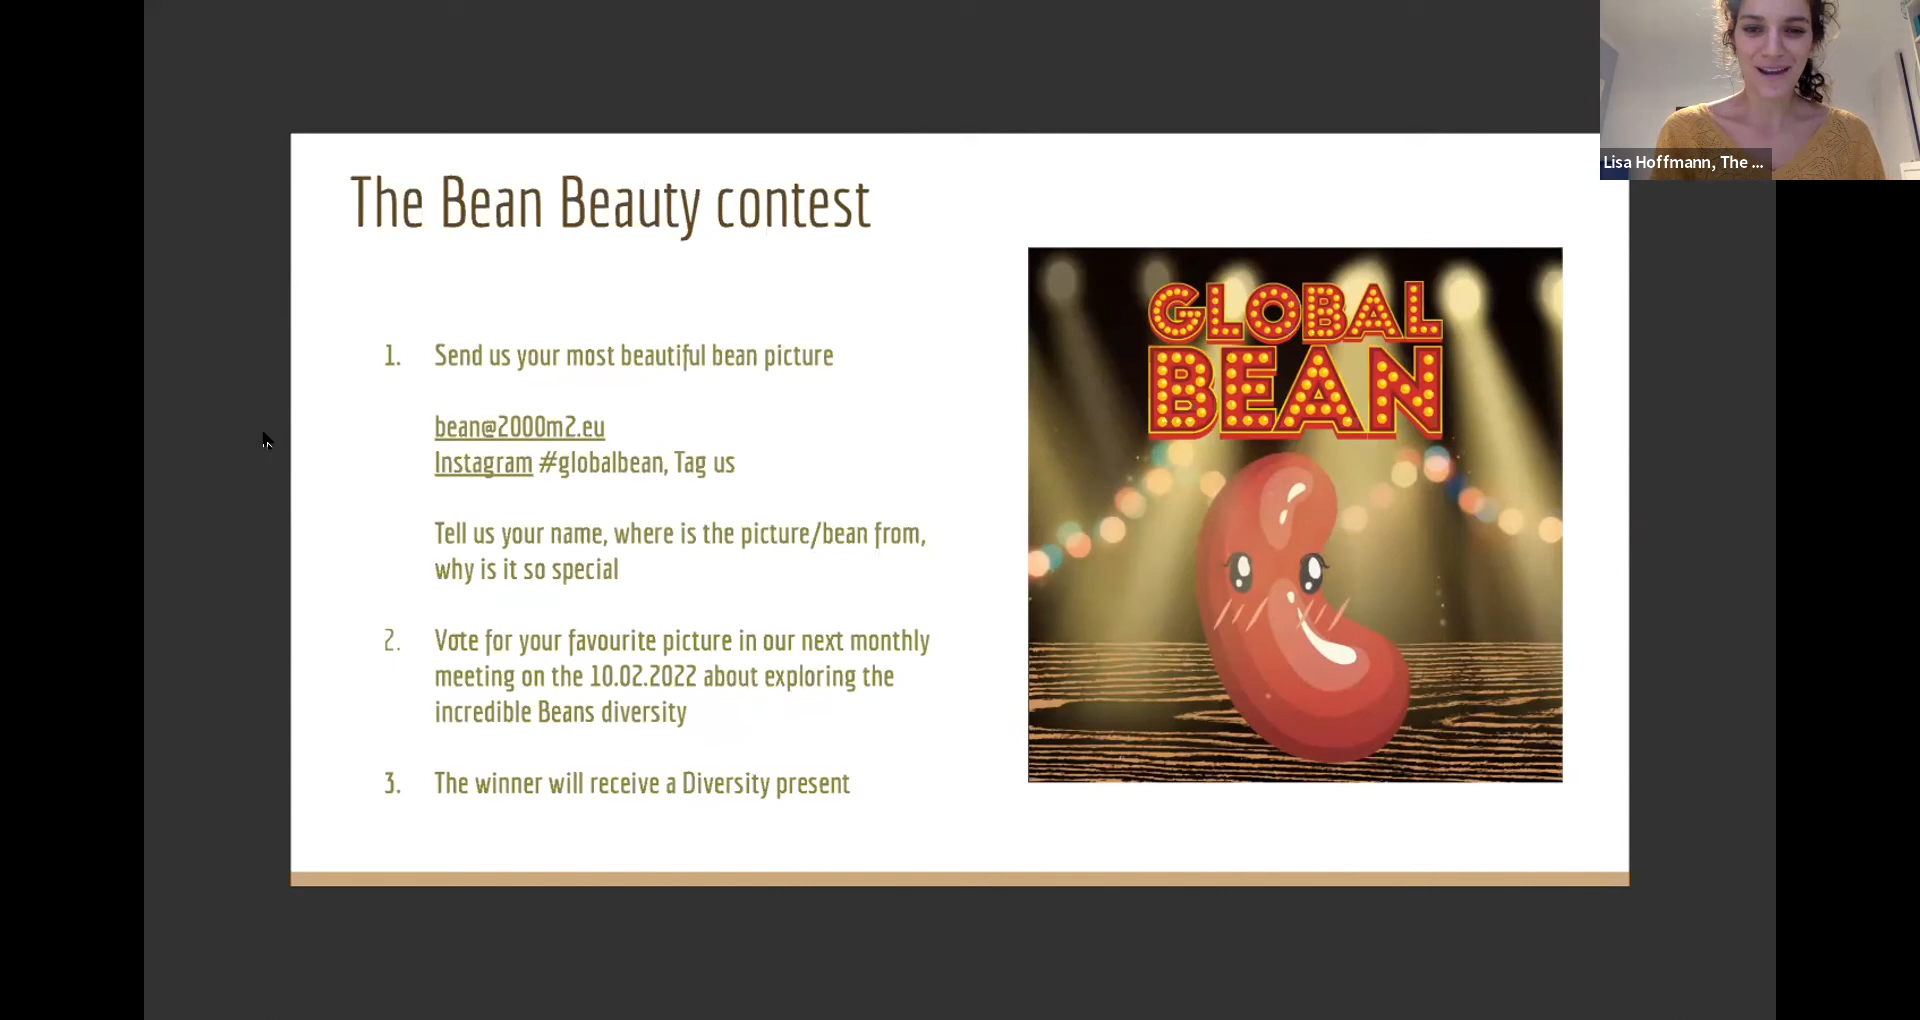 Lisa Hoffmann, The ...
The Bean Beauty contest
1. Send us your most beautiful bean picture
bean@2000m2.eu
Instagram #globalbean, Tag us
Tell us your name, where is the picture/bean from,
why is it so special
2. Vote for your favourite picture in our next monthly
meeting on the 10.02.2022 about exploring the
incredible Beans diversity
3. The winner will receive a Diversity present
GLOBAL
BEAN